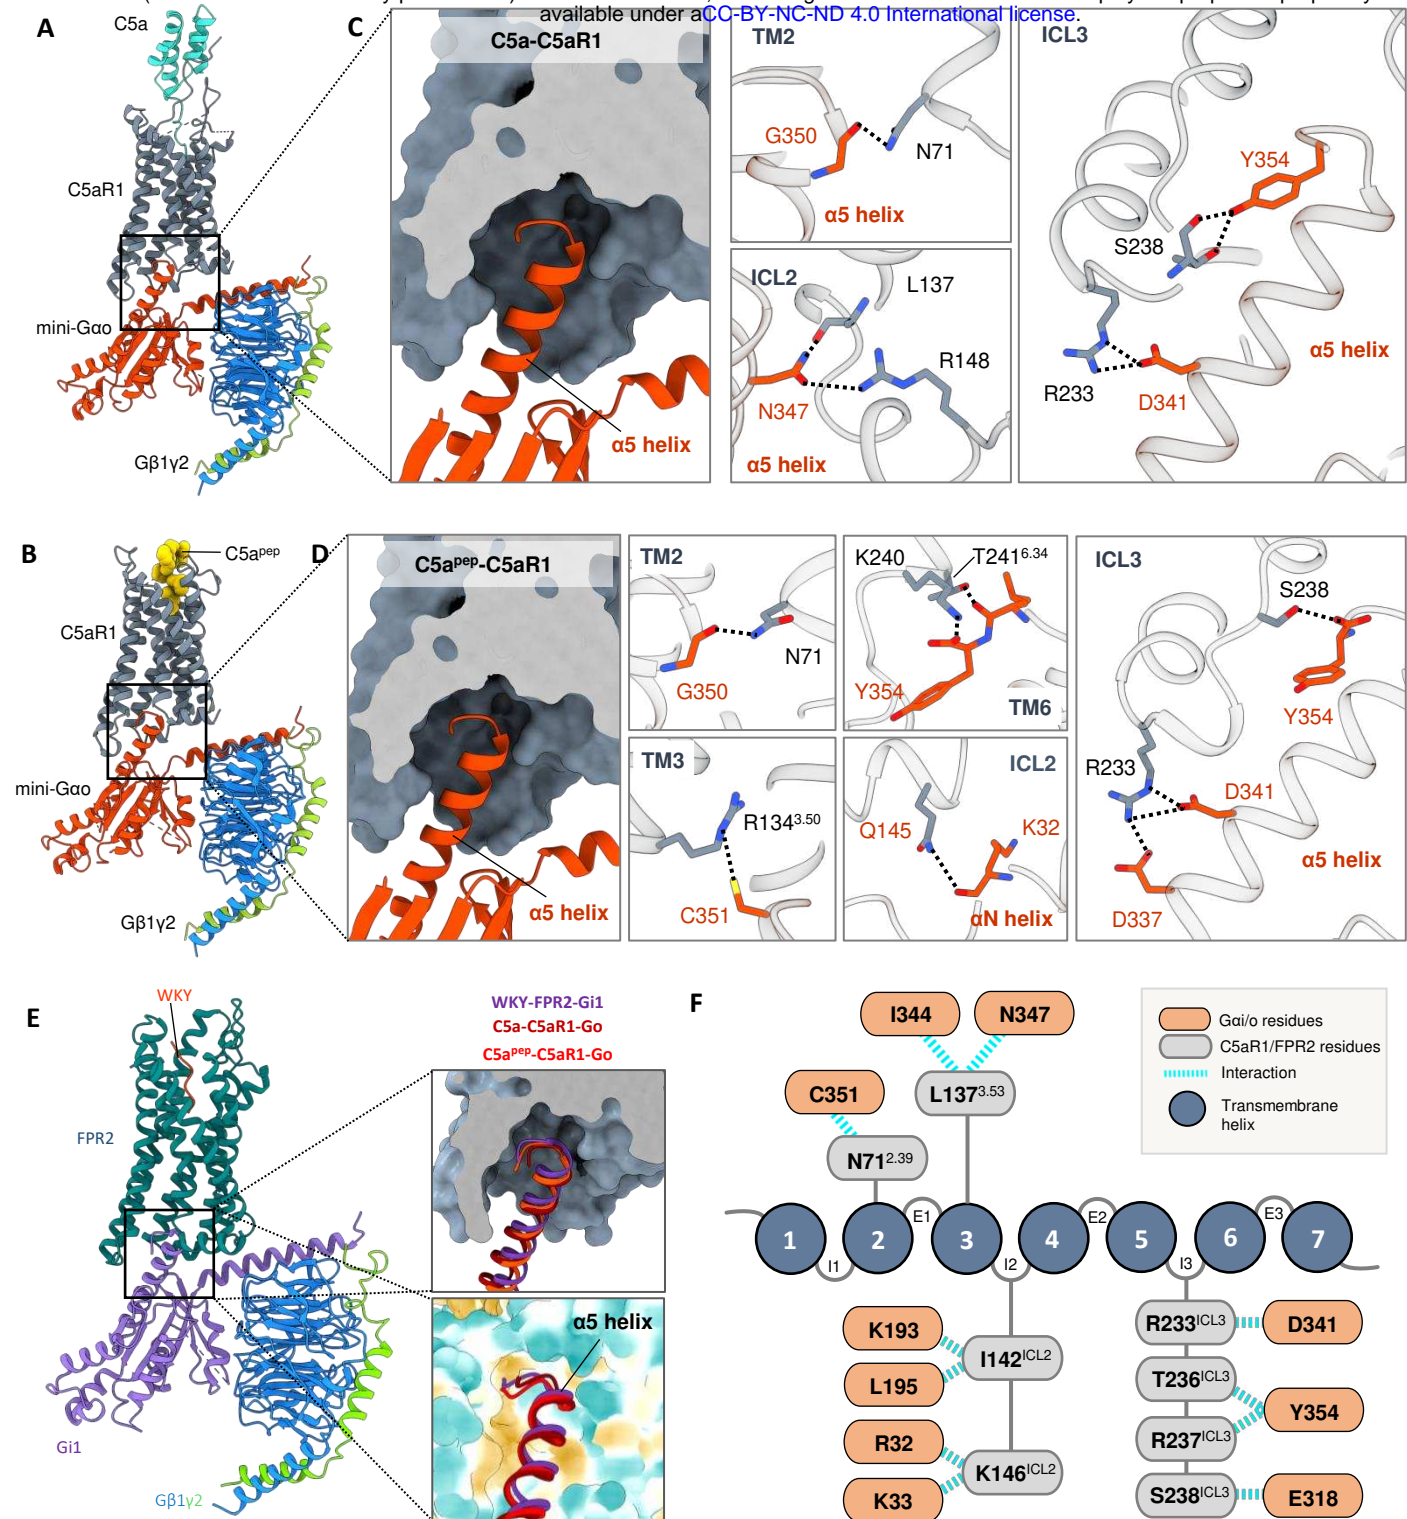 available under aCC-BY-NC-ND 4.0 International license.
A
C5a
C5aR1
mini-Gαo
Gβ1γ2
C
C5a-C5aR1
α5 helix
TM2
G350
N71
α5 helix
ICL2
L137
R148
N347
α5 helix
ICL3
Y354
S238
R233
D341
α5 helix
B
C5aᵖᵉᵖ
C5aR1
mini-Gαo
Gβ1γ2
D
C5aᵖᵉᵖ-C5aR1
α5 helix
TM2
N71
G350
K240
T241⁶·³⁴
Y354
TM6
TM3
R134³·⁵⁰
C351
ICL2
Q145
K32
αN helix
ICL3
S238
Y354
R233
D341
α5 helix
D337
E
WKY
FPR2
Gi1
Gβ1γ2
WKY-FPR2-Gi1
C5a-C5aR1-Go
C5aᵖᵉᵖ-C5aR1-Go
α5 helix
F
I344
N347
C351
L137³·⁵³
N71²·³⁹
Gαi/o residues
C5aR1/FPR2 residues
Interaction
Transmembrane
helix
1
2
3
4
5
6
7
E1
E2
E3
I1
I2
I3
K193
L195
I142ᴵᶜᴸ²
R32
K33
K146ᴵᶜᴸ²
R233ᴵᶜᴸ³
D341
T236ᴵᶜᴸ³
Y354
R237ᴵᶜᴸ³
S238ᴵᶜᴸ³
E318